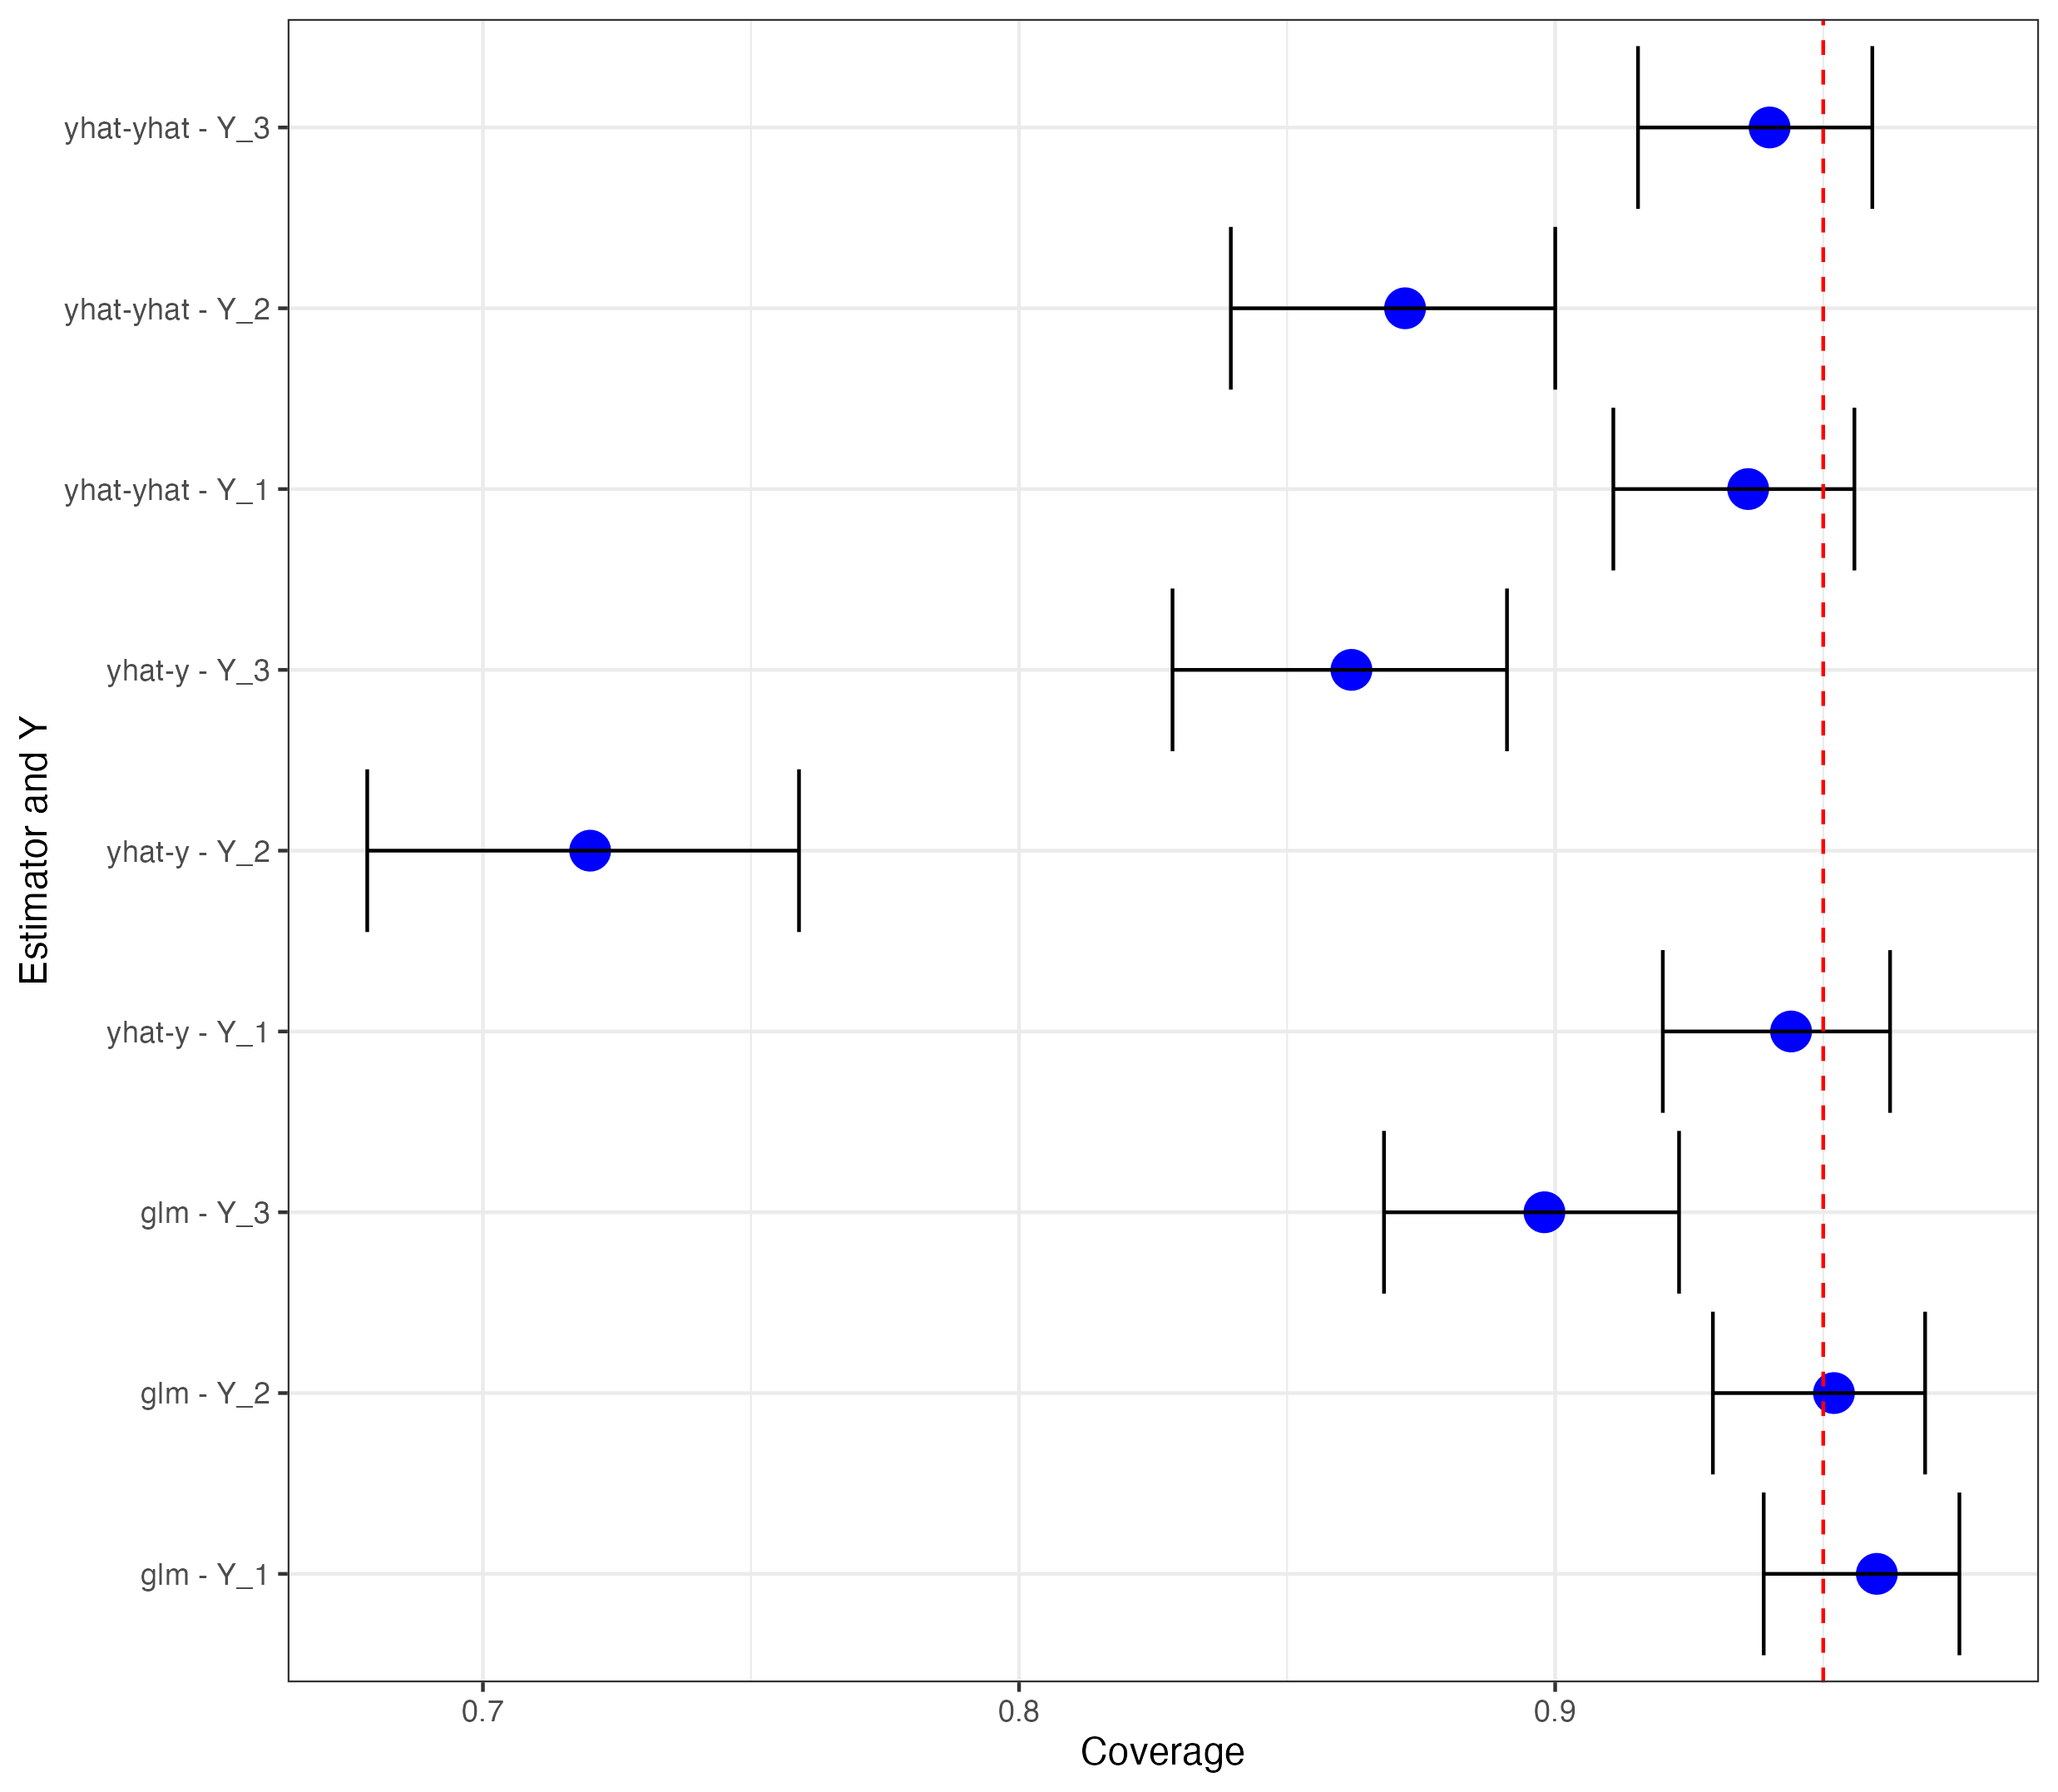 Estimator and Y
yhat-yhat - Y_3
yhat-yhat - Y_2
yhat-yhat - Y_1
yhat-y - Y_3
yhat-y - Y_2
yhat-y - Y_1
glm - Y_3
glm - Y_2
glm - Y_1
0.7
0.8
0.9
Coverage